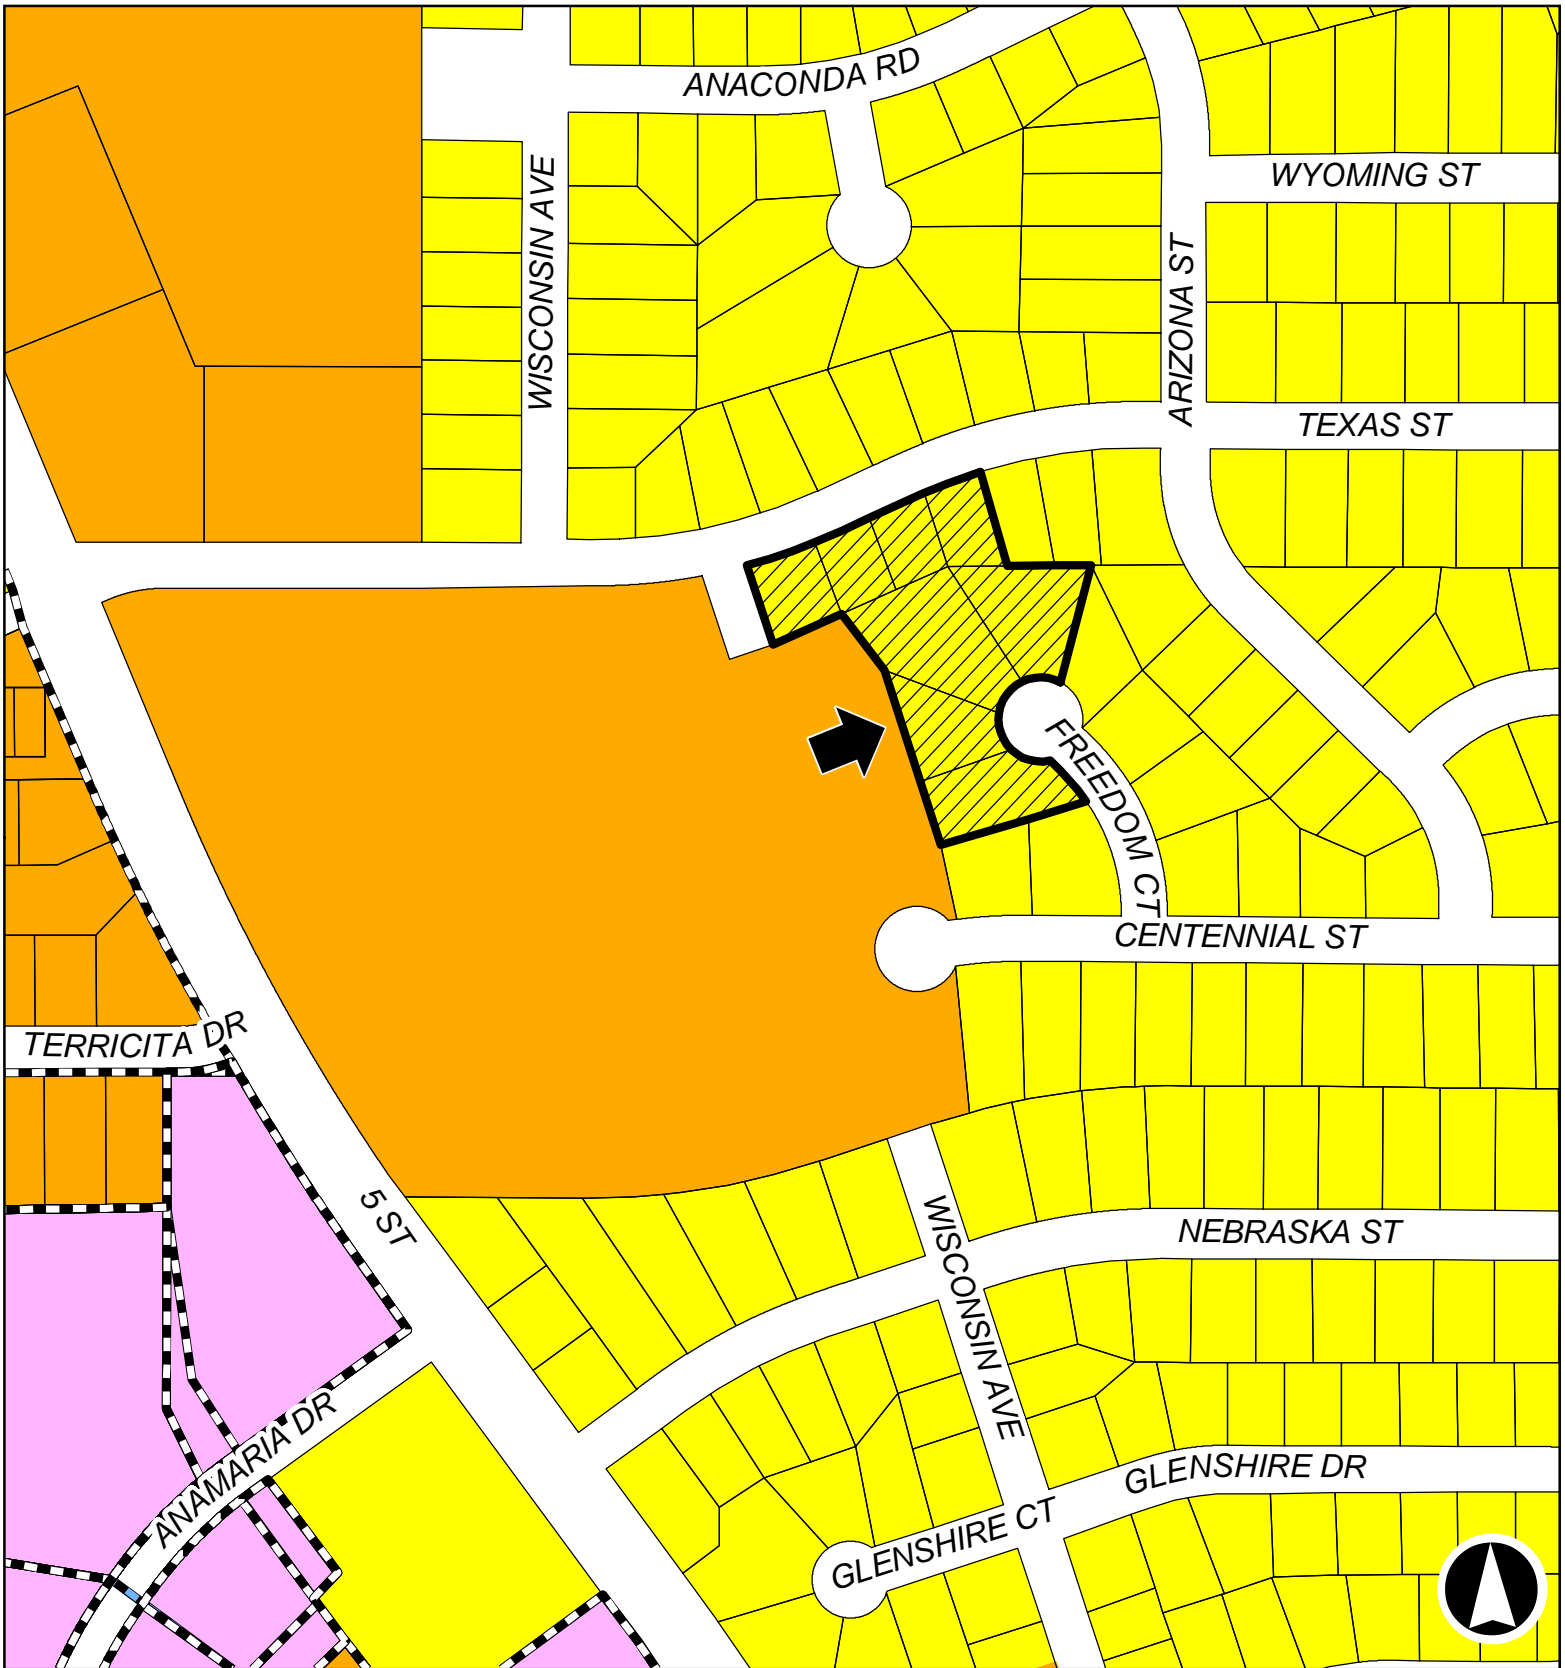 ANACONDA RD
WYOMING ST
WISCONSIN AVE
ARIZONA ST
TEXAS ST
FREEDOM CT
CENTENNIAL ST
TERRICITA DR
5 ST
WISCONSIN AVE
NEBRASKA ST
ANAMARIA DR
GLENSHIRE DR
GLENSHIRE CT